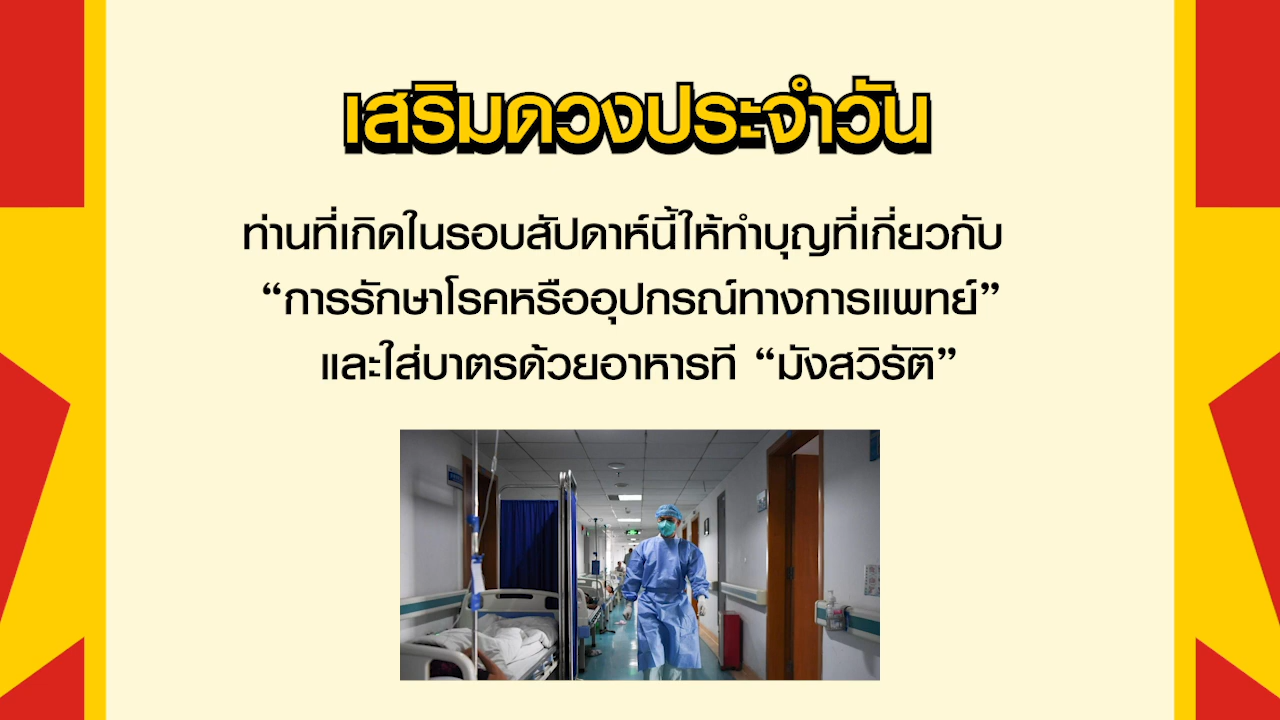 เสริมดวงประจำวัน
ท่านที่เกิดในรอบสัปดาห์นี้ให้ทำบุญที่เกี่ยวกับ
“การรักษาโรคหรืออุปกรณ์ทางการแพทย์”
และใส่บาตรด้วยอาหารที่ “มังสวิรัติ”